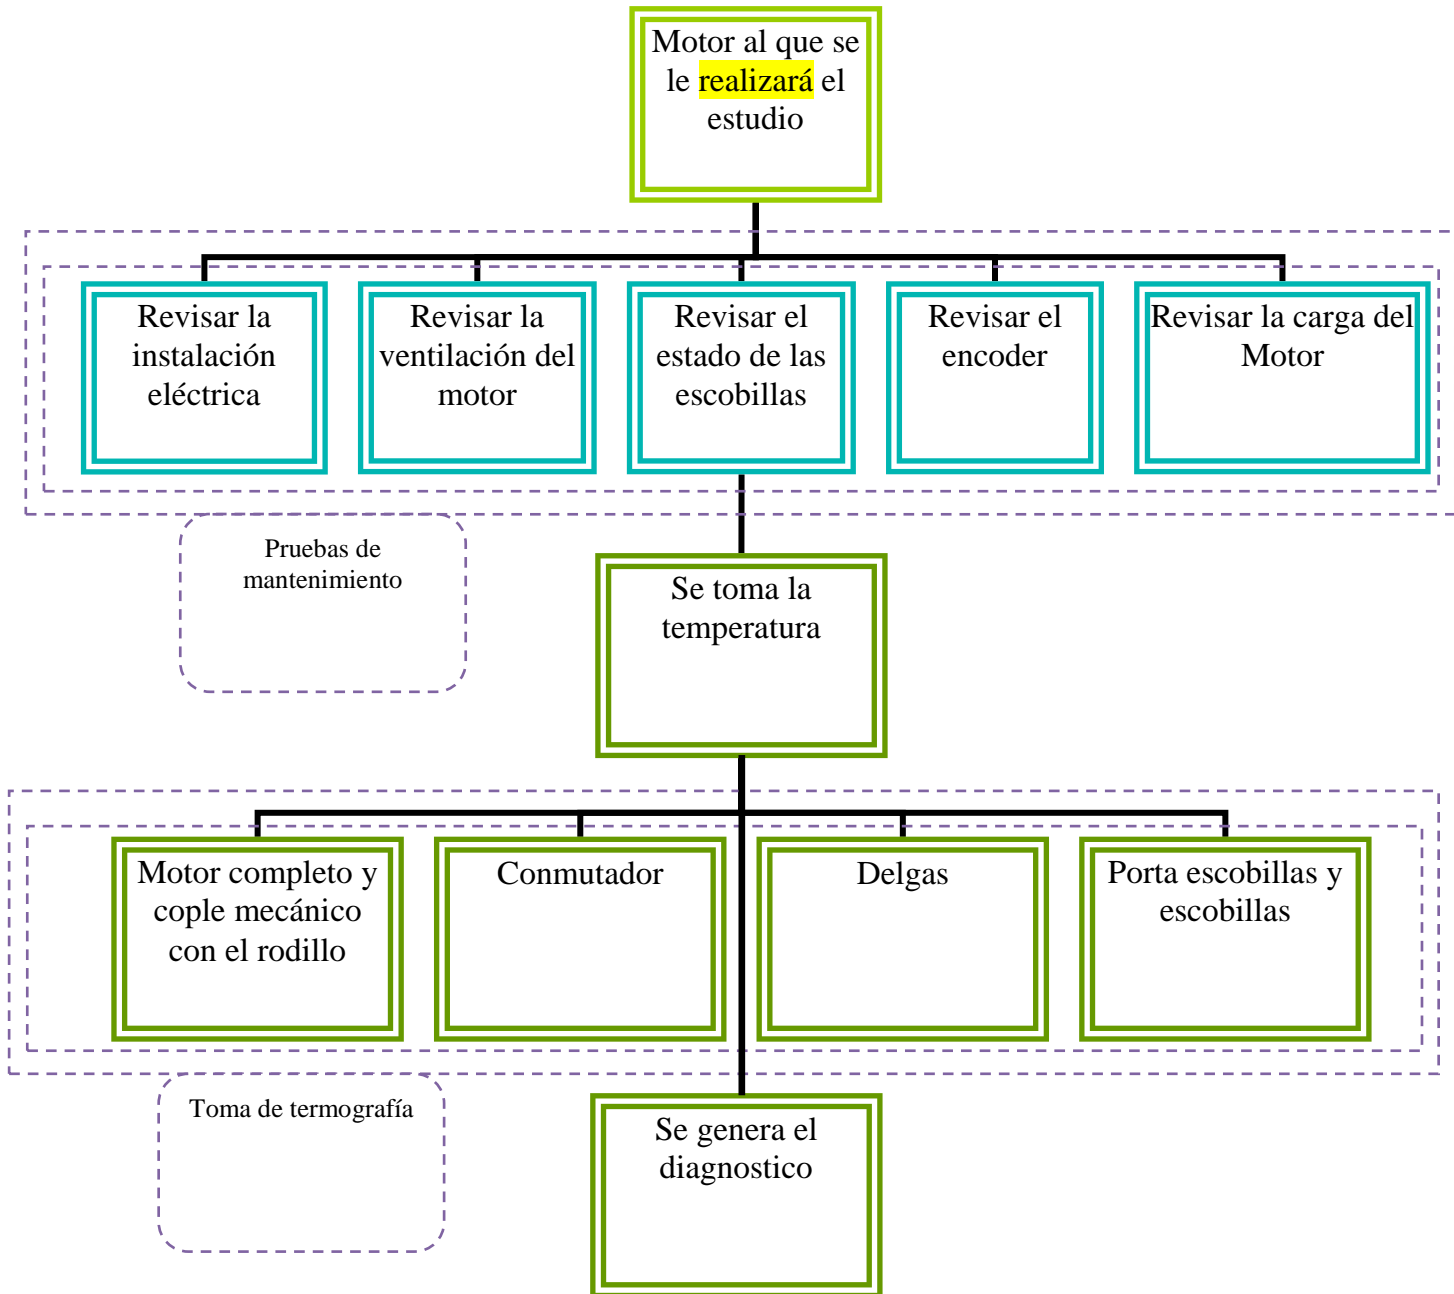 Motor al que se
le realizará el
estudio
Revisar la
instalación
eléctrica
Revisar la
ventilación del
motor
Revisar el
estado de las
escobillas
Revisar el
encoder
Revisar la carga del
Motor
Pruebas de
mantenimiento
Se toma la
temperatura
Motor completo y
cople mecánico
con el rodillo
Conmutador
Delgas
Porta escobillas y
escobillas
Toma de termografía
Se genera el
diagnostico